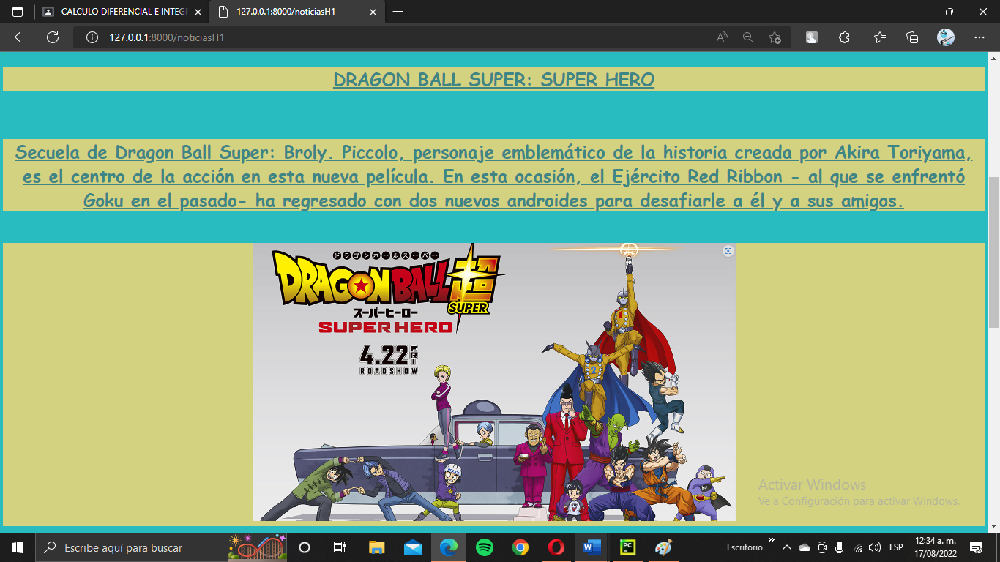 CALCULO DIFERENCIAL E INTEGR
127.0.0.1:8000/noticiasH1
127.0.0.1:8000/noticiasH1
DRAGON BALL SUPER: SUPER HERO
Secuela de Dragon Ball Super: Broly. Piccolo, personaje emblemático de la historia creada por Akira Toriyama,
es el centro de la acción en esta nueva película. En esta ocasión, el Ejército Red Ribbon - al que se enfrentó
Goku en el pasado- ha regresado con dos nuevos androides para desafiarle a él y a sus amigos.
ドラゴンボールスーパー
DRAGON BALL 超
SUPER
スーパーヒーロー
SUPER HERO
4.22 FRI
ROADSHOW
1
2
Activar Windows
Ve a Configuración para activar Windows.
Escribe aquí para buscar
W
PC
Escritorio
ESP
12:34 a. m.
17/08/2022